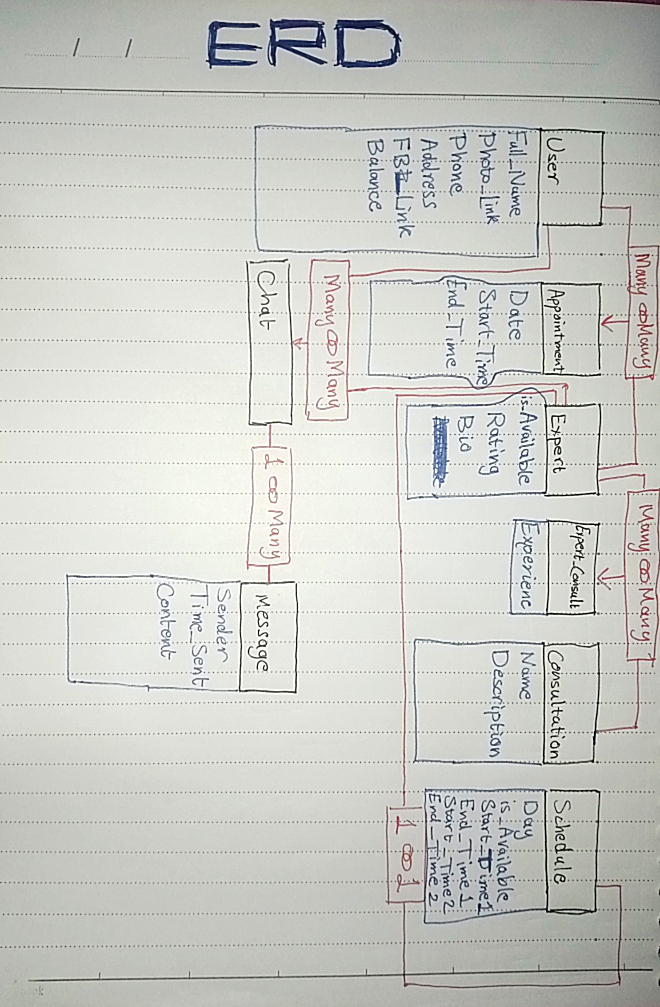 ERD
Many ∞ Many
Many ∞ Many
User
Full_Name
Photo_Link
Phone
Address
FB_Link
Balance
Appointment
Date
Start_Time
End_Time
Expert
is_Available
Rating
Bio
Expert_Consult
Experienc
Consultation
Name
Description
Schedule
Day
is_Available
Start_Time1
End_Time1
Start_Time2
End_Time2
1 ∞ 1
Many ∞ Many
Chat
1 ∞ Many
Message
Sender
Time_Sent
Content